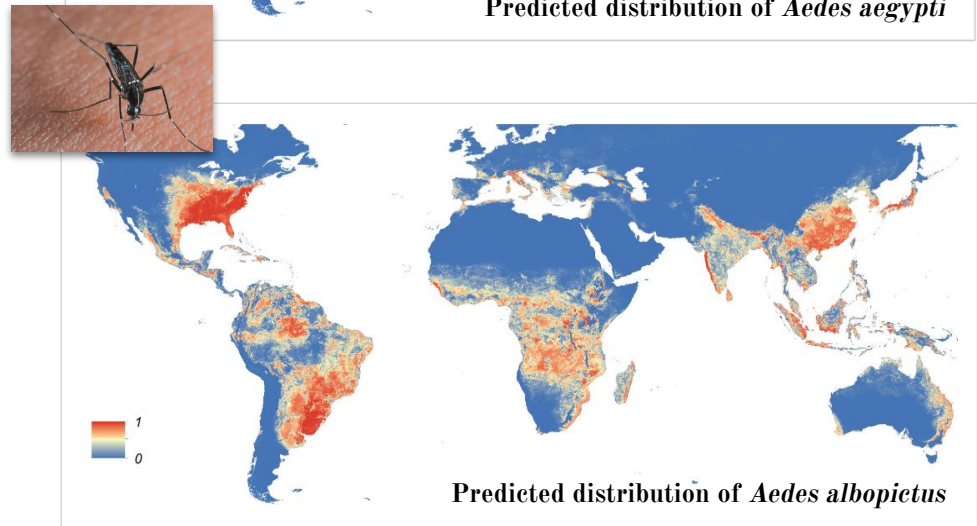 Predicted distribution of Aedes aegypti
1
0
Predicted distribution of Aedes albopictus